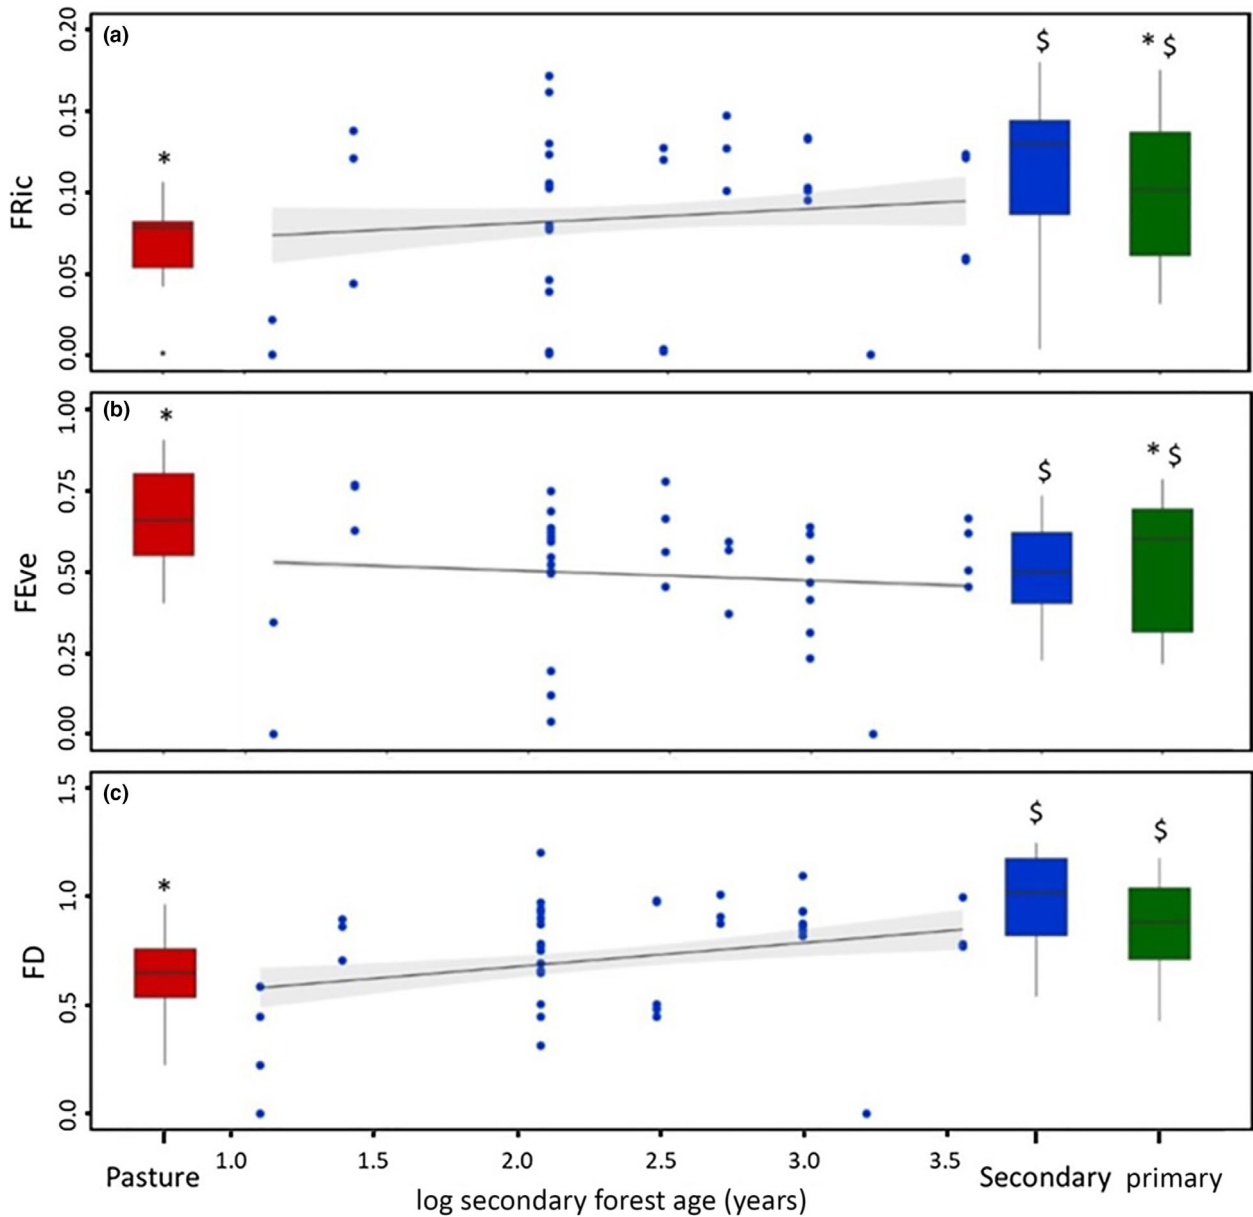 (a)
FRic
0.20
0.15
0.10
0.05
0.00
*
$
* $
(b)
FEve
1.00
0.75
0.50
0.25
0.00
*
$
* $
(c)
FD
1.5
1.0
0.5
0.0
*
$
$
1.0 1.5 2.0 2.5 3.0 3.5
Pasture Secondary primary
log secondary forest age (years)